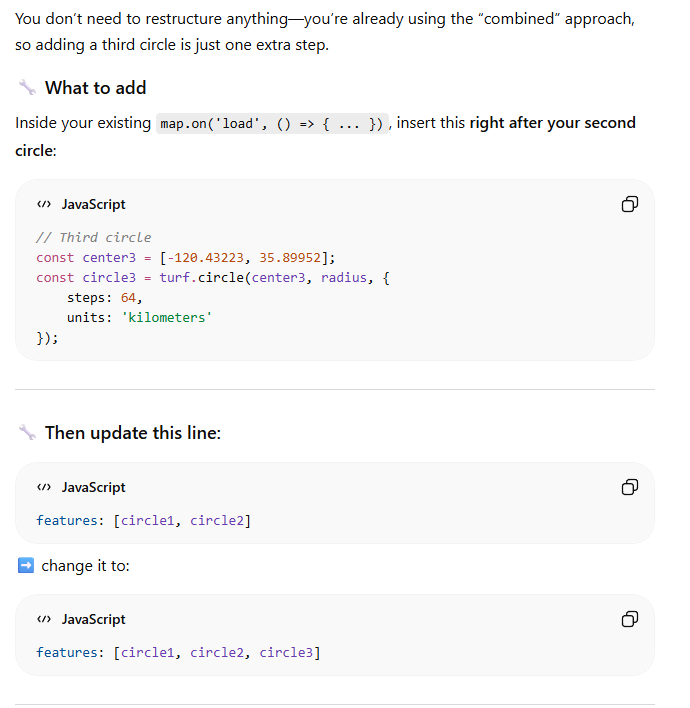 You don’t need to restructure anything—you’re already using the “combined” approach,
so adding a third circle is just one extra step.
What to add
Inside your existing map.on('load', () => { ... }), insert this right after your second
circle:
JavaScript
// Third circle
const center3 = [-120.43223, 35.89952];
const circle3 = turf.circle(center3, radius, {
    steps: 64,
    units: 'kilometers'
});
Then update this line:
JavaScript
features: [circle1, circle2]
change it to:
JavaScript
features: [circle1, circle2, circle3]